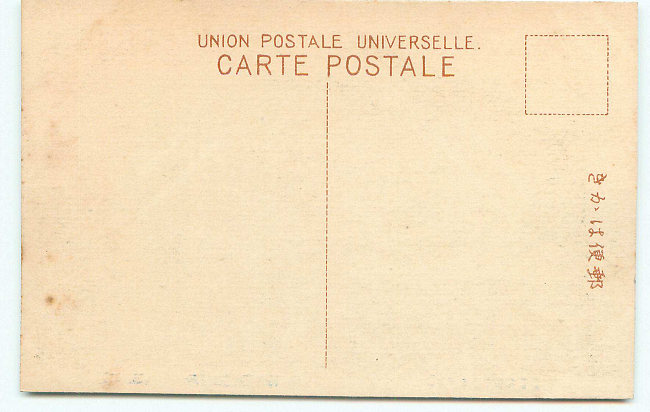 UNION POSTALE UNIVERSELLE.
CARTE POSTALE
きかは便郵